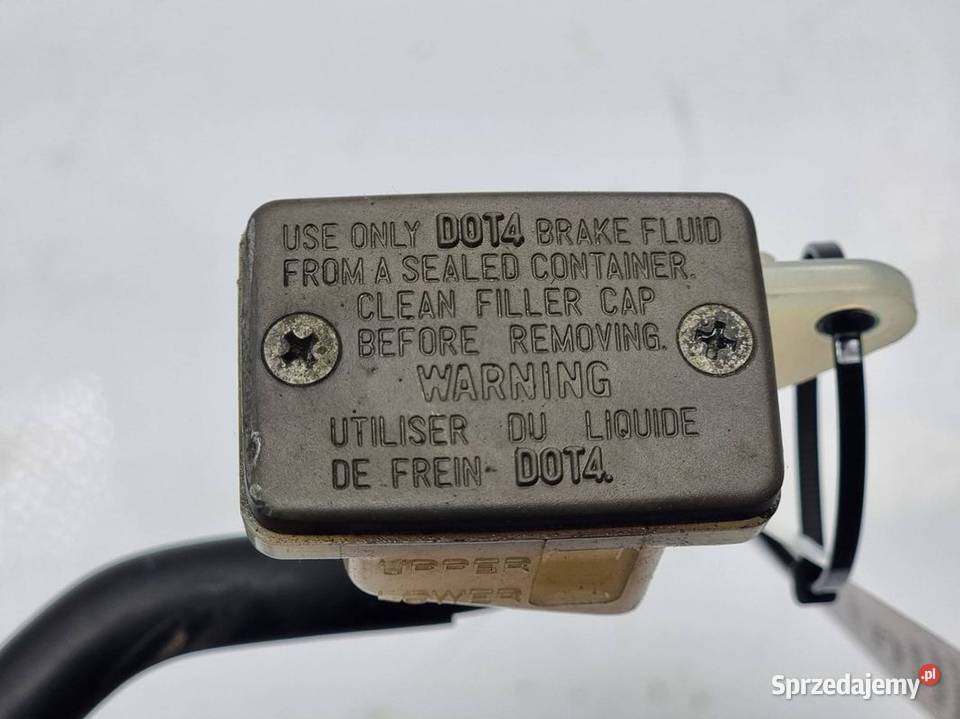 USE ONLY DOT4 BRAKE FLUID
FROM A SEALED CONTAINER.
CLEAN FILLER CAP
BEFORE REMOVING.
WARNING
UTILISER DU LIQUIDE
DE FREIN- DOT4.
UPPER
LOWER
Sprzedajemy.pl